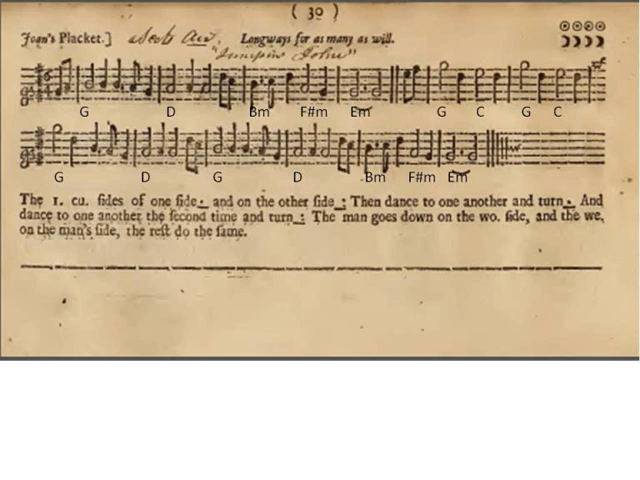 ( 30 )
Joan's Placket.] Longways for as many as will.
"Jumpin John"
G D Bm F#m Em G C G C
G D G D Bm F#m Em
The 1. cu. sides of one side . and on the other side : Then dance to one another and turn . And
dance to one another the second time and turn : The man goes down on the wo. side, and the we,
on the man's side, the rest do the same.